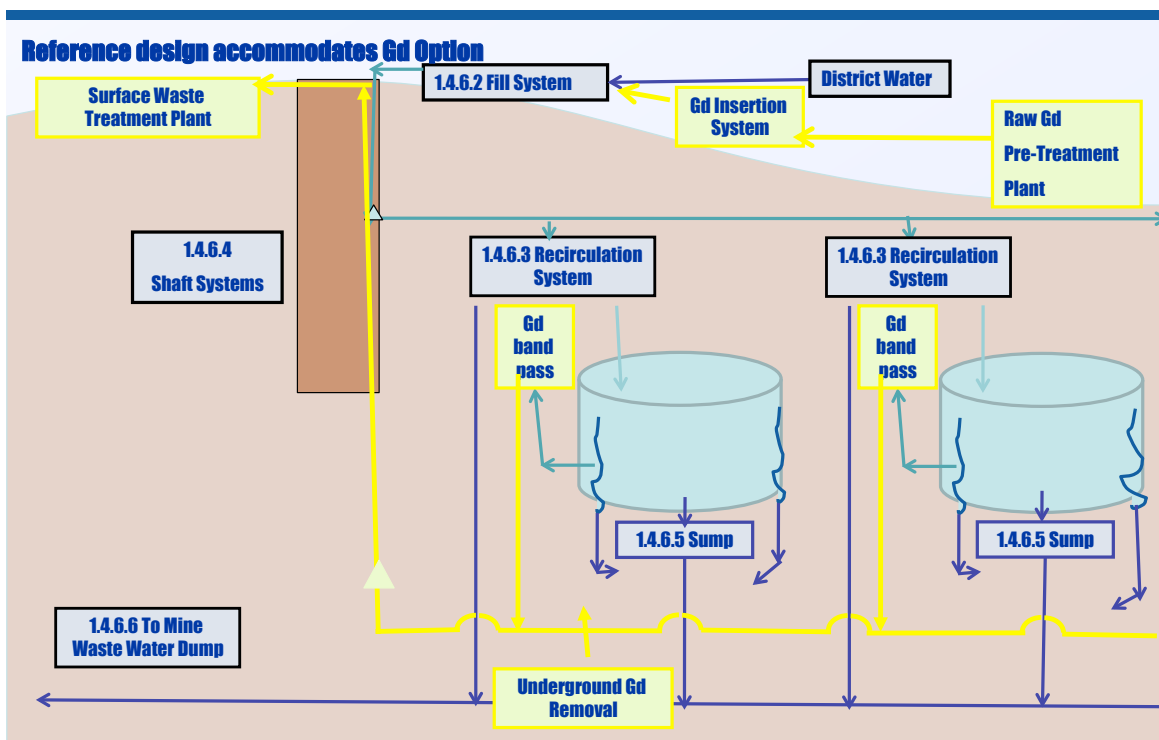 Reference design accommodates Gd Option
1.4.6.2 Fill System
District Water
Surface Waste
Treatment Plant
Gd Insertion
System
Raw Gd
Pre-Treatment
Plant
1.4.6.4
Shaft Systems
1.4.6.3 Recirculation
System
1.4.6.3 Recirculation
System
Gd
band
pass
Gd
band
pass
1.4.6.5 Sump
1.4.6.5 Sump
1.4.6.6 To Mine
Waste Water Dump
Underground Gd
Removal